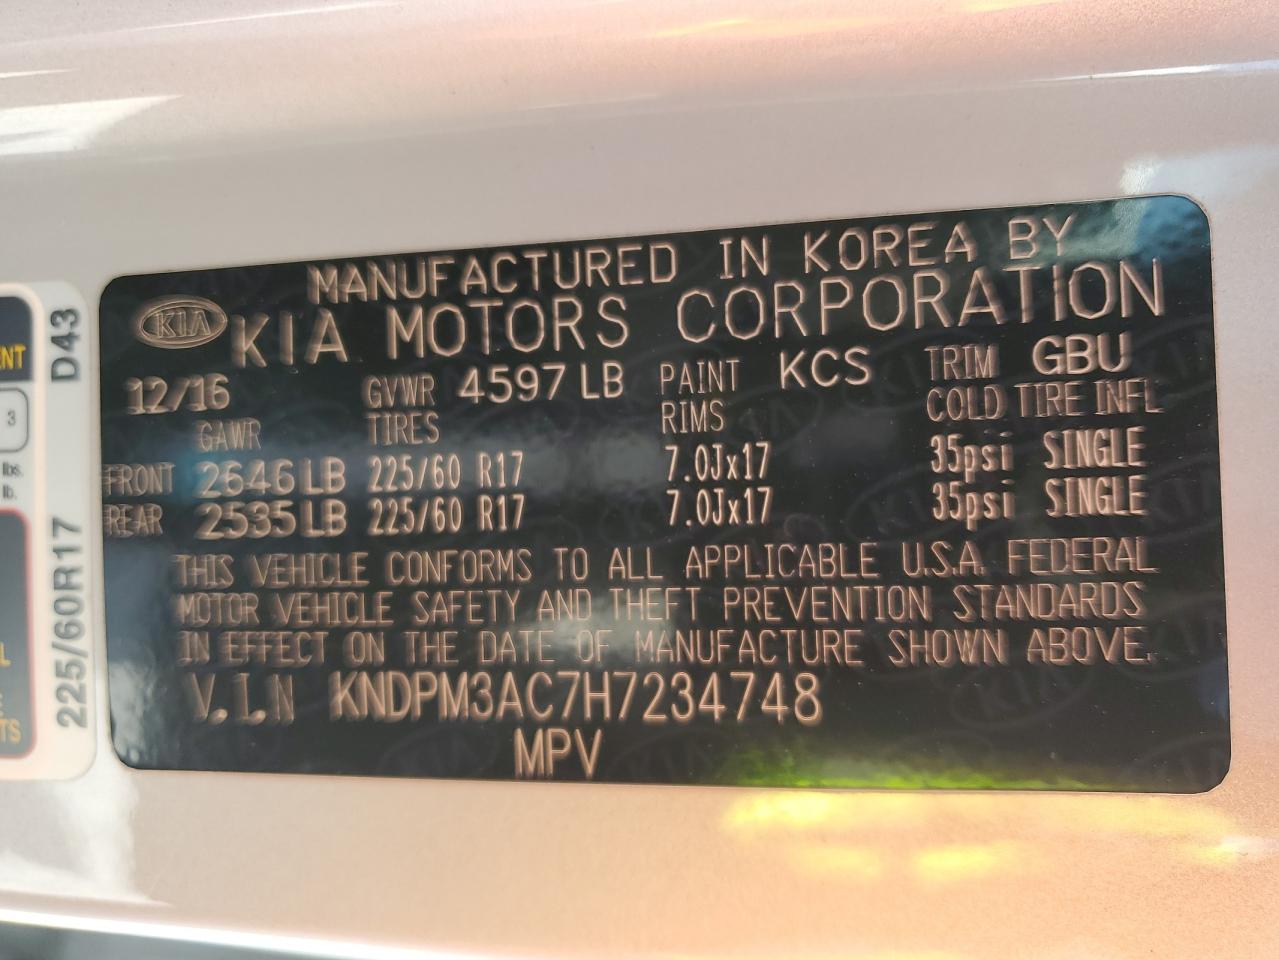 MANUFACTURED IN KOREA BY
KIA KIA MOTORS CORPORATION
12/16 GVWR 4597 LB PAINT KCS TRIM GBU
GAWR TIRES RIMS COLD TIRE INFL
FRONT 2646 LB 225/60 R17 7.0Jx17 35psi SINGLE
REAR 2535 LB 225/60 R17 7.0Jx17 35psi SINGLE
THIS VEHICLE CONFORMS TO ALL APPLICABLE U.S.A. FEDERAL
MOTOR VEHICLE SAFETY AND THEFT PREVENTION STANDARDS
IN EFFECT ON THE DATE OF MANUFACTURE SHOWN ABOVE.
V.I.N KNDPM3AC7H7234748
MPV
D43
225/60R17
3
lbs.
lb.